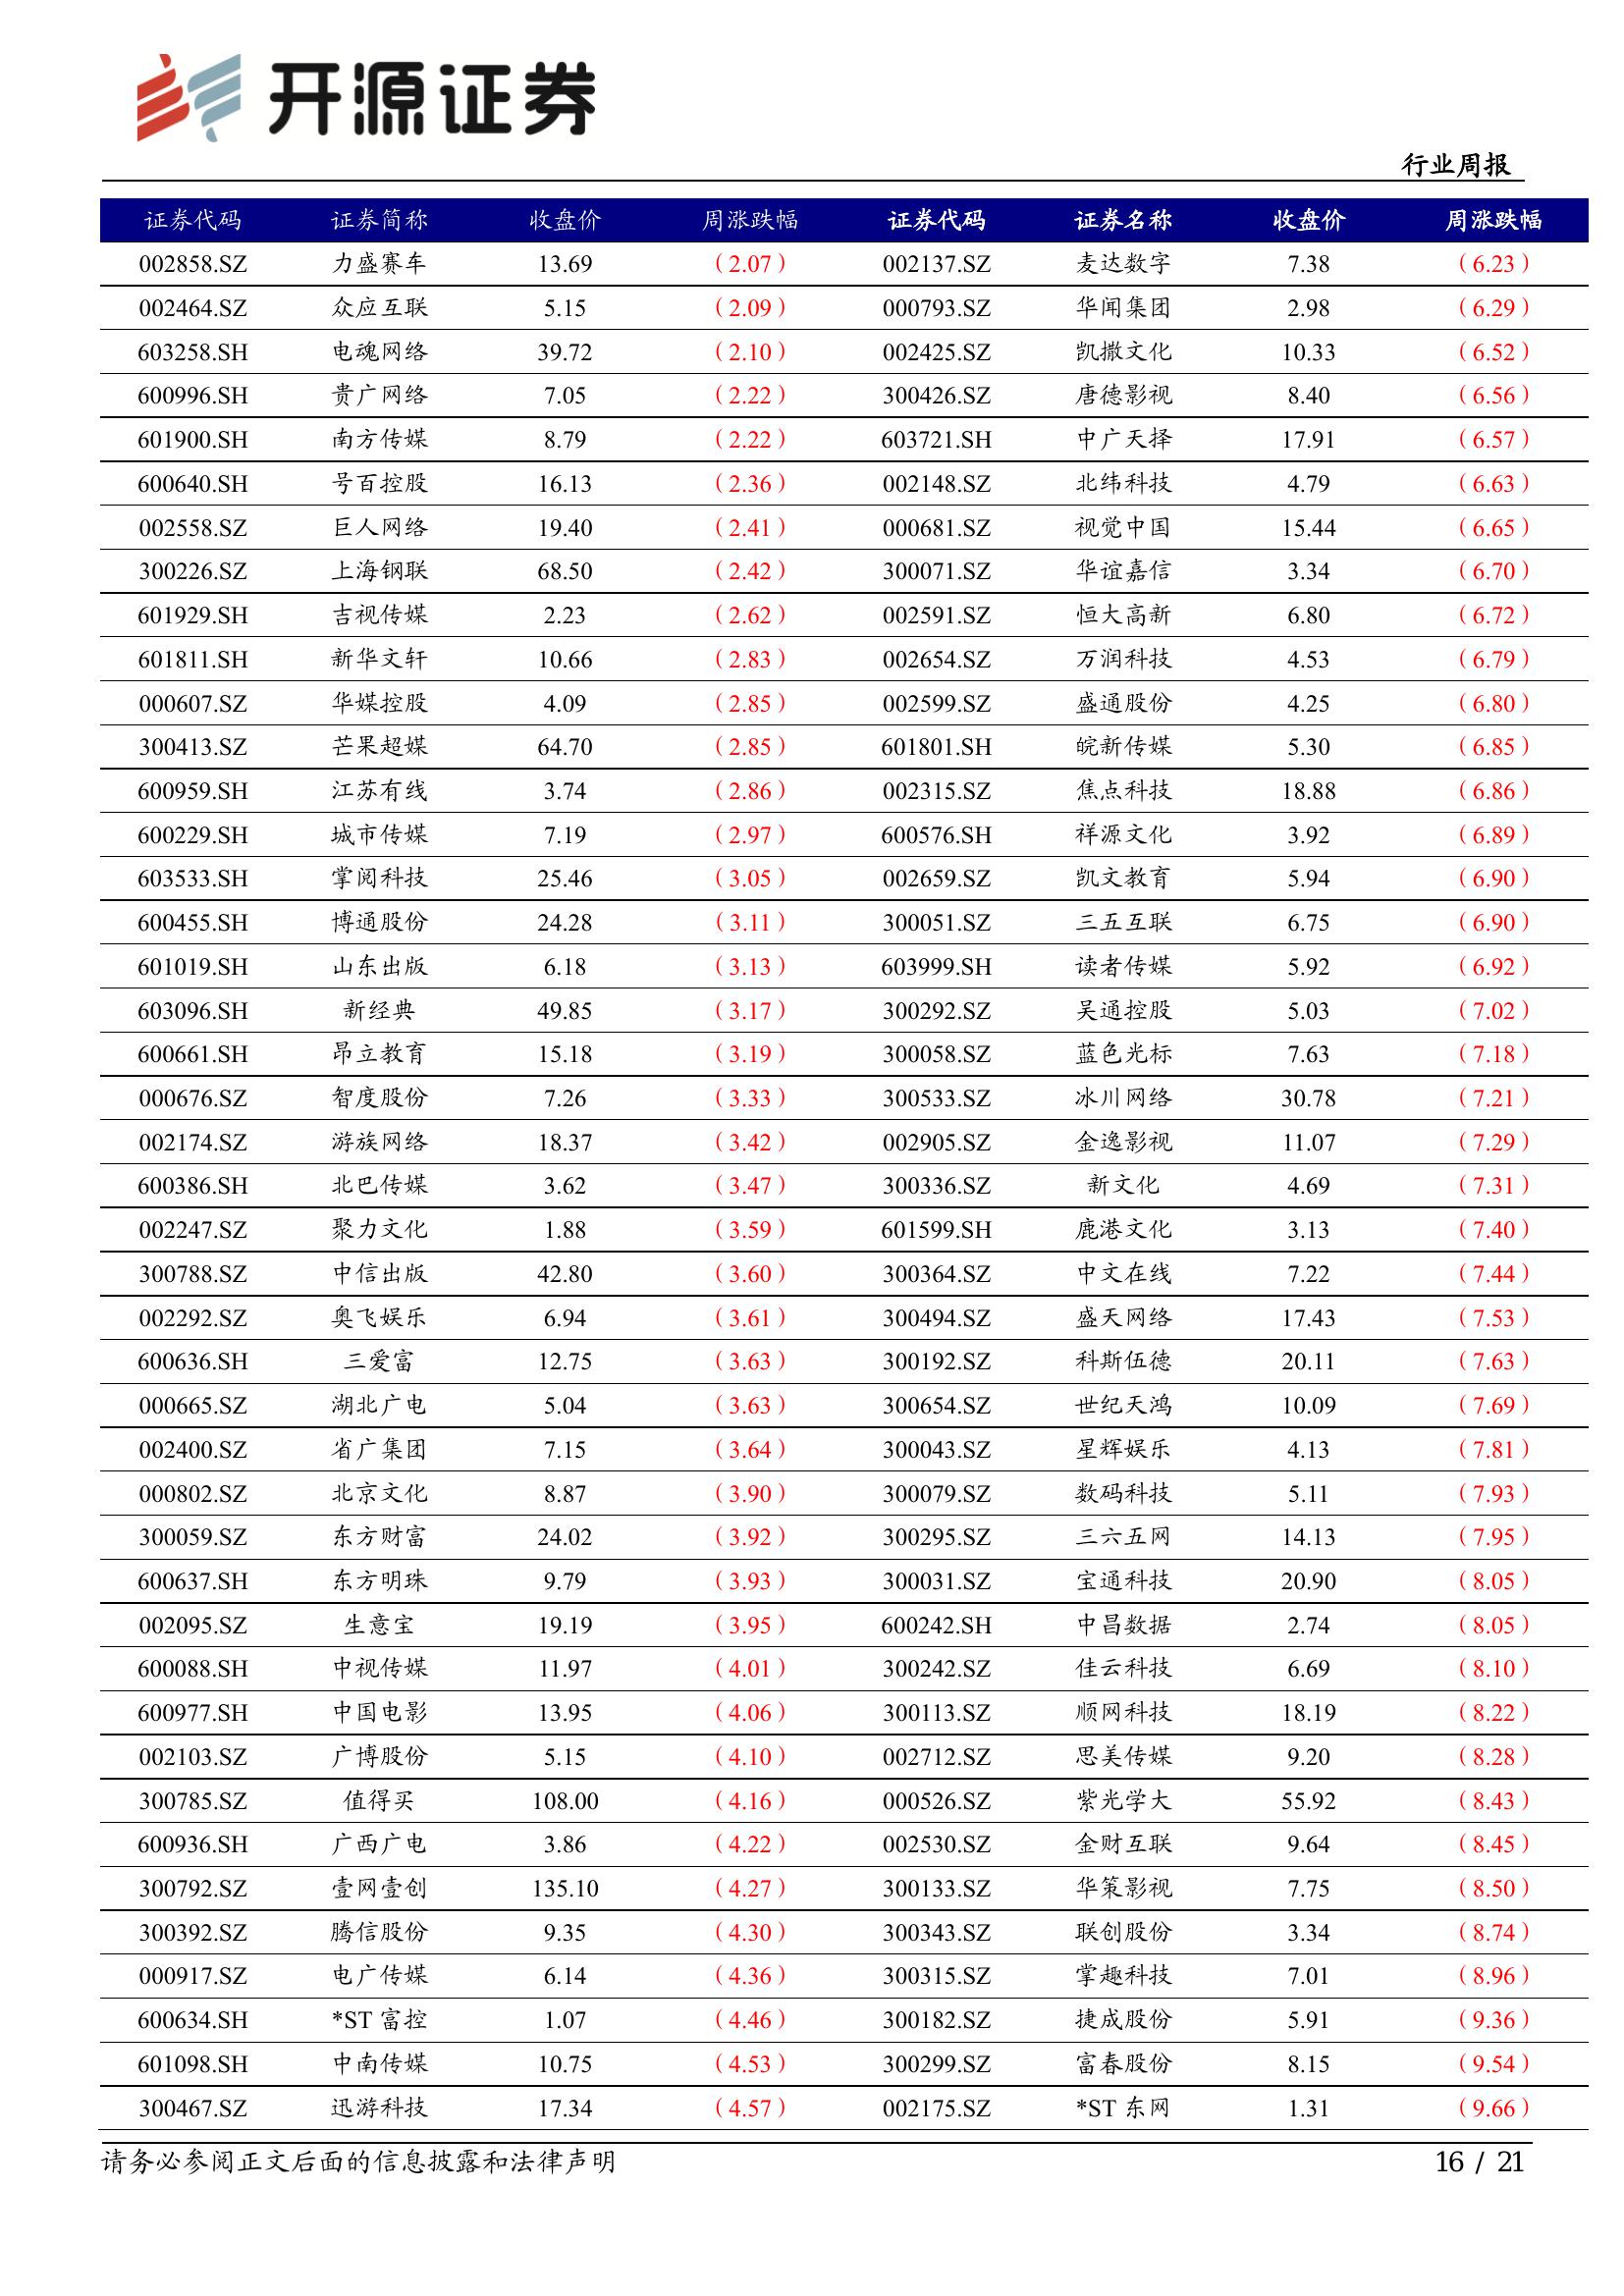 开源证券
行业周报
证券代码 证券简称 收盘价 周涨跌幅 证券代码 证券名称 收盘价 周涨跌幅
002858.SZ 力盛赛车 13.69 （2.07） 002137.SZ 麦达数字 7.38 （6.23）
002464.SZ 众应互联 5.15 （2.09） 000793.SZ 华闻集团 2.98 （6.29）
603258.SH 电魂网络 39.72 （2.10） 002425.SZ 凯撒文化 10.33 （6.52）
600996.SH 贵广网络 7.05 （2.22） 300426.SZ 唐德影视 8.40 （6.56）
601900.SH 南方传媒 8.79 （2.22） 603721.SH 中广天择 17.91 （6.57）
600640.SH 号百控股 16.13 （2.36） 002148.SZ 北纬科技 4.79 （6.63）
002558.SZ 巨人网络 19.40 （2.41） 000681.SZ 视觉中国 15.44 （6.65）
300226.SZ 上海钢联 68.50 （2.42） 300071.SZ 华谊嘉信 3.34 （6.70）
601929.SH 吉视传媒 2.23 （2.62） 002591.SZ 恒大高新 6.80 （6.72）
601811.SH 新华文轩 10.66 （2.83） 002654.SZ 万润科技 4.53 （6.79）
000607.SZ 华媒控股 4.09 （2.85） 002599.SZ 盛通股份 4.25 （6.80）
300413.SZ 芒果超媒 64.70 （2.85） 601801.SH 皖新传媒 5.30 （6.85）
600959.SH 江苏有线 3.74 （2.86） 002315.SZ 焦点科技 18.88 （6.86）
600229.SH 城市传媒 7.19 （2.97） 600576.SH 祥源文化 3.92 （6.89）
603533.SH 掌阅科技 25.46 （3.05） 002659.SZ 凯文教育 5.94 （6.90）
600455.SH 博通股份 24.28 （3.11） 300051.SZ 三五互联 6.75 （6.90）
601019.SH 山东出版 6.18 （3.13） 603999.SH 读者传媒 5.92 （6.92）
603096.SH 新经典 49.85 （3.17） 300292.SZ 吴通控股 5.03 （7.02）
600661.SH 昂立教育 15.18 （3.19） 300058.SZ 蓝色光标 7.63 （7.18）
000676.SZ 智度股份 7.26 （3.33） 300533.SZ 冰川网络 30.78 （7.21）
002174.SZ 游族网络 18.37 （3.42） 002905.SZ 金逸影视 11.07 （7.29）
600386.SH 北巴传媒 3.62 （3.47） 300336.SZ 新文化 4.69 （7.31）
002247.SZ 聚力文化 1.88 （3.59） 601599.SH 鹿港文化 3.13 （7.40）
300788.SZ 中信出版 42.80 （3.60） 300364.SZ 中文在线 7.22 （7.44）
002292.SZ 奥飞娱乐 6.94 （3.61） 300494.SZ 盛天网络 17.43 （7.53）
600636.SH 三爱富 12.75 （3.63） 300192.SZ 科斯伍德 20.11 （7.63）
000665.SZ 湖北广电 5.04 （3.63） 300654.SZ 世纪天鸿 10.09 （7.69）
002400.SZ 省广集团 7.15 （3.64） 300043.SZ 星辉娱乐 4.13 （7.81）
000802.SZ 北京文化 8.87 （3.90） 300079.SZ 数码科技 5.11 （7.93）
300059.SZ 东方财富 24.02 （3.92） 300295.SZ 三六五网 14.13 （7.95）
600637.SH 东方明珠 9.79 （3.93） 300031.SZ 宝通科技 20.90 （8.05）
002095.SZ 生意宝 19.19 （3.95） 600242.SH 中昌数据 2.74 （8.05）
600088.SH 中视传媒 11.97 （4.01） 300242.SZ 佳云科技 6.69 （8.10）
600977.SH 中国电影 13.95 （4.06） 300113.SZ 顺网科技 18.19 （8.22）
002103.SZ 广博股份 5.15 （4.10） 002712.SZ 思美传媒 9.20 （8.28）
300785.SZ 值得买 108.00 （4.16） 000526.SZ 紫光学大 55.92 （8.43）
600936.SH 广西广电 3.86 （4.22） 002530.SZ 金财互联 9.64 （8.45）
300792.SZ 壹网壹创 135.10 （4.27） 300133.SZ 华策影视 7.75 （8.50）
300392.SZ 腾信股份 9.35 （4.30） 300343.SZ 联创股份 3.34 （8.74）
000917.SZ 电广传媒 6.14 （4.36） 300315.SZ 掌趣科技 7.01 （8.96）
600634.SH *ST 富控 1.07 （4.46） 300182.SZ 捷成股份 5.91 （9.36）
601098.SH 中南传媒 10.75 （4.53） 300299.SZ 富春股份 8.15 （9.54）
300467.SZ 迅游科技 17.34 （4.57） 002175.SZ *ST 东网 1.31 （9.66）
请务必参阅正文后面的信息披露和法律声明 16 / 21